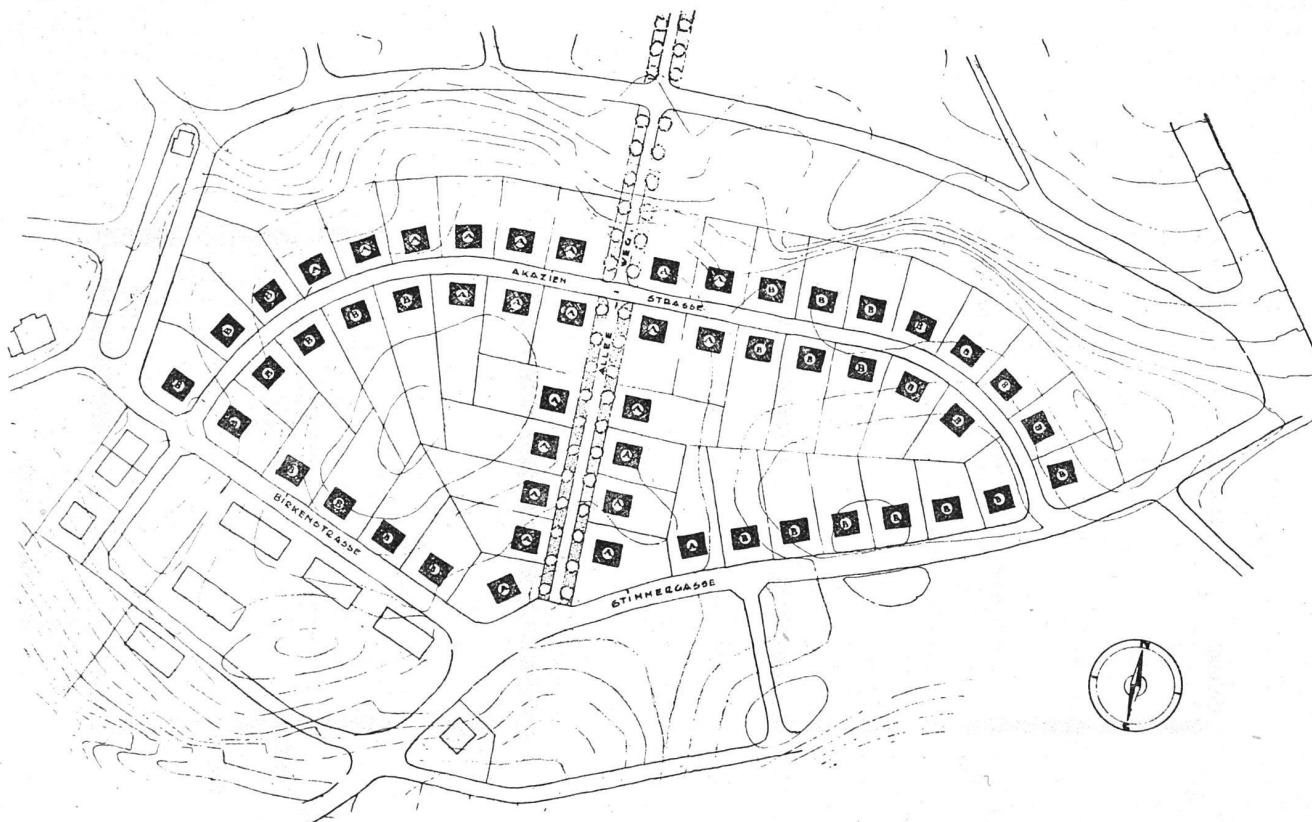 A A A A A A
WEG
A A B B B B B B B B
B B B
AKAZIEN STRASSE
B B B B B A A A
A A B B B B B
ALLEE
A A
A A
A A
A A
B B B B A
BIRKENSTRASSE
A B B B B B B
STIMMERGASSE
N